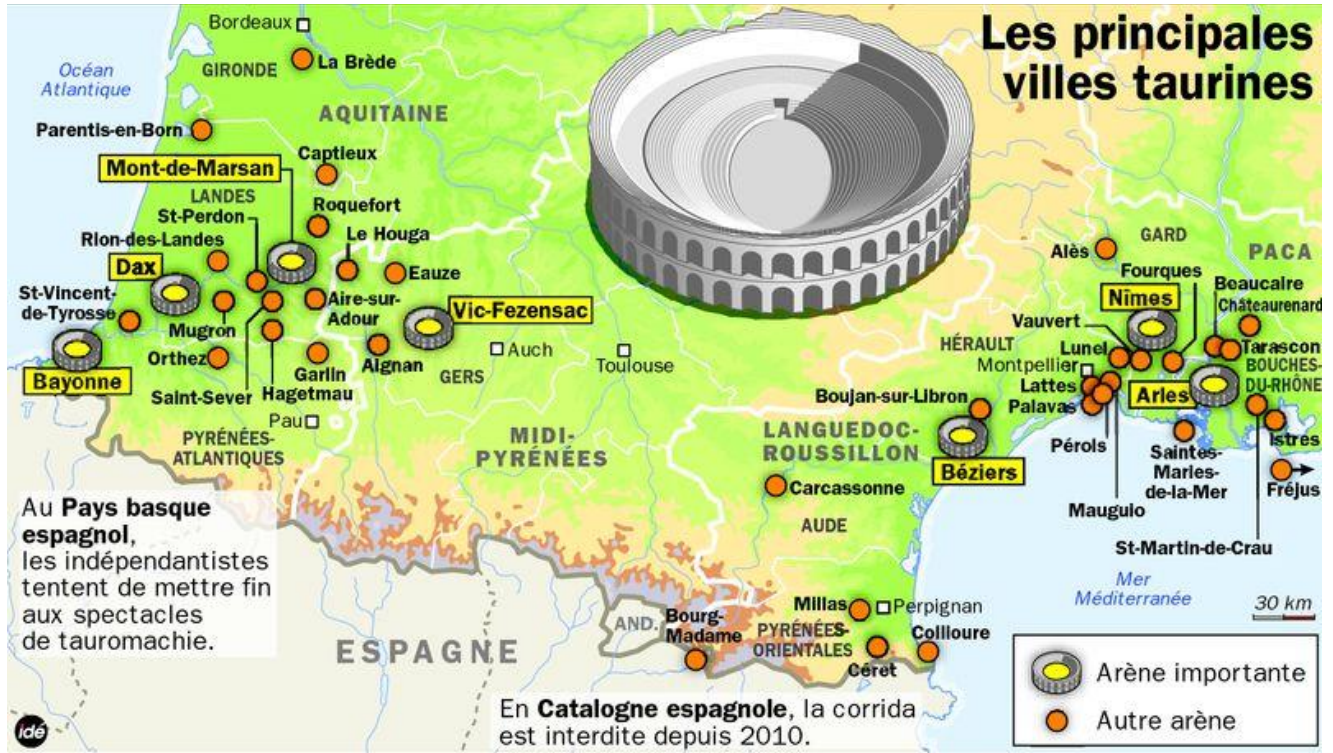 Les principales
villes taurines
Bordeaux
Océan
Atlantique
GIRONDE
La Brède
AQUITAINE
Parentis-en-Born
Captieux
Mont-de-Marsan
LANDES
Roquefort
St-Perdon
Le Houga
Rion-des-Landes
Dax
Eauze
St-Vincent-
de-Tyrosse
Aire-sur-
Adour
Vic-Fezensac
Mugron
Orthez
Bayonne
Garlin
Aignan
GERS
Auch
Toulouse
Saint-Sever
Hagetmau
Pau
PYRÉNÉES-
ATLANTIQUES
MIDI-
PYRÉNÉES
Alès
GARD
PACA
Fourques
Beaucaire
Nîmes
Châteaurenard
Vauvert
HÉRAULT
Lunel
Tarascon
Montpellier
BOUCHES-
DU-RHÔNE
Lattes
Arles
Boujan-sur-Libron
Palavas
LANGUEDOC-
ROUSSILLON
Pérols
Istres
Saintes-
Maries-
de-la-Mer
Béziers
Fréjus
Carcassonne
Mauguio
AUDE
St-Martin-de-Crau
Mer
Méditerranée
30 km
Au Pays basque
espagnol,
les indépendantistes
tentent de mettre fin
aux spectacles
de tauromachie.
Millas
Perpignan
AND.
Bourg-
Madame
PYRÉNÉES-
ORIENTALES
Collioure
Céret
ESPAGNE
En Catalogne espagnole, la corrida
est interdite depuis 2010.
Arène importante
Autre arène
idé